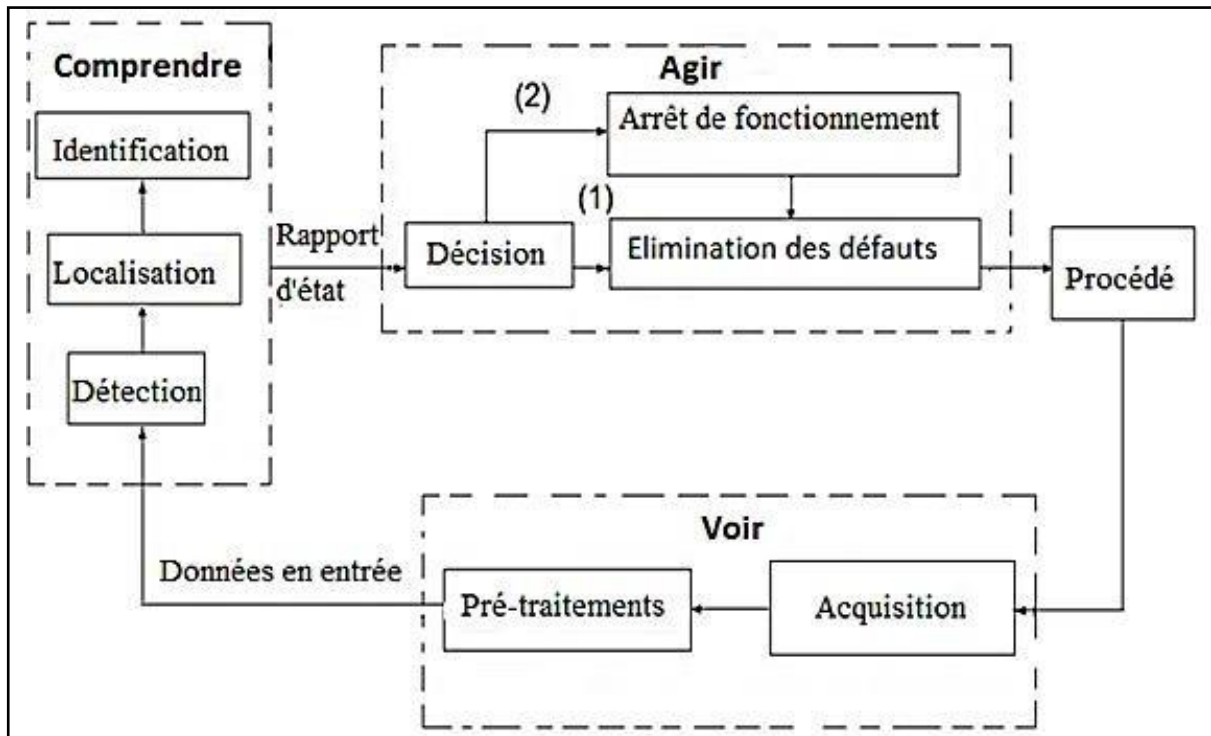 Comprendre
Identification
Localisation
Détection
Rapport
d'état
Agir
(2)
Arrêt de fonctionnement
(1)
Décision
Elimination des défauts
Procédé
Voir
Données en entrée
Pré-traitements
Acquisition